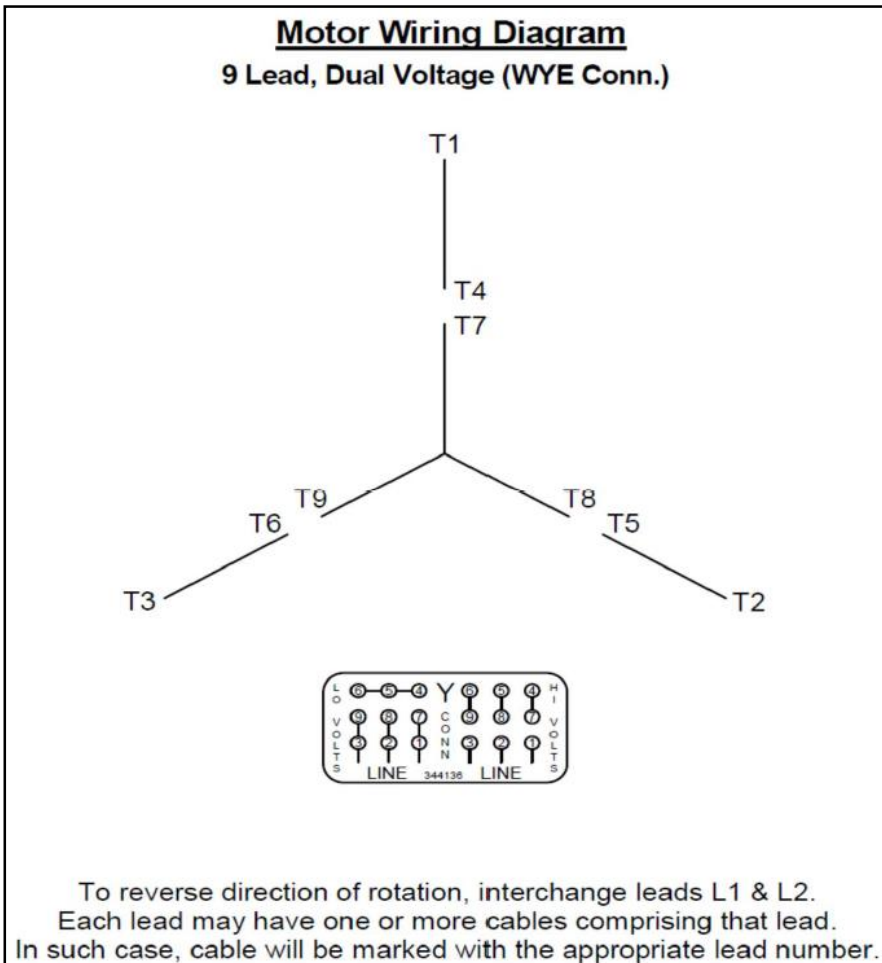 Motor Wiring Diagram
9 Lead, Dual Voltage (WYE Conn.)
T1
T4
T7
T9
T8
T6
T5
T3
T2
LO VOLTS
6 5 4
9 8 7
3 2 1
LINE
Y CONN
344136
6 5 4
9 8 7
3 2 1
LINE
HI VOLTS
To reverse direction of rotation, interchange leads L1 & L2.
Each lead may have one or more cables comprising that lead.
In such case, cable will be marked with the appropriate lead number.